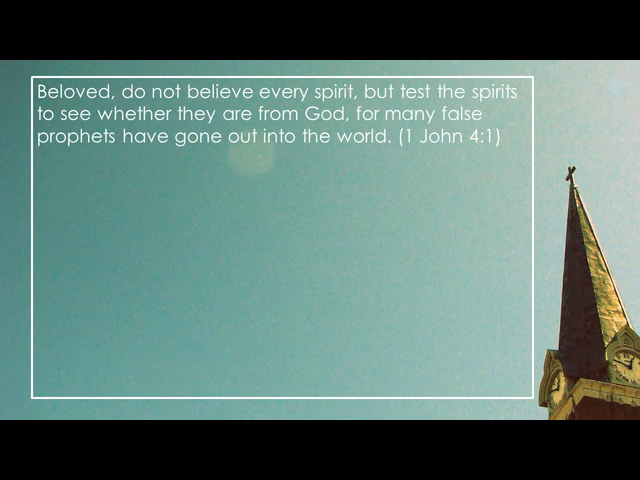 Beloved, do not believe every spirit, but test the spirits
to see whether they are from God, for many false
prophets have gone out into the world. (1 John 4:1)